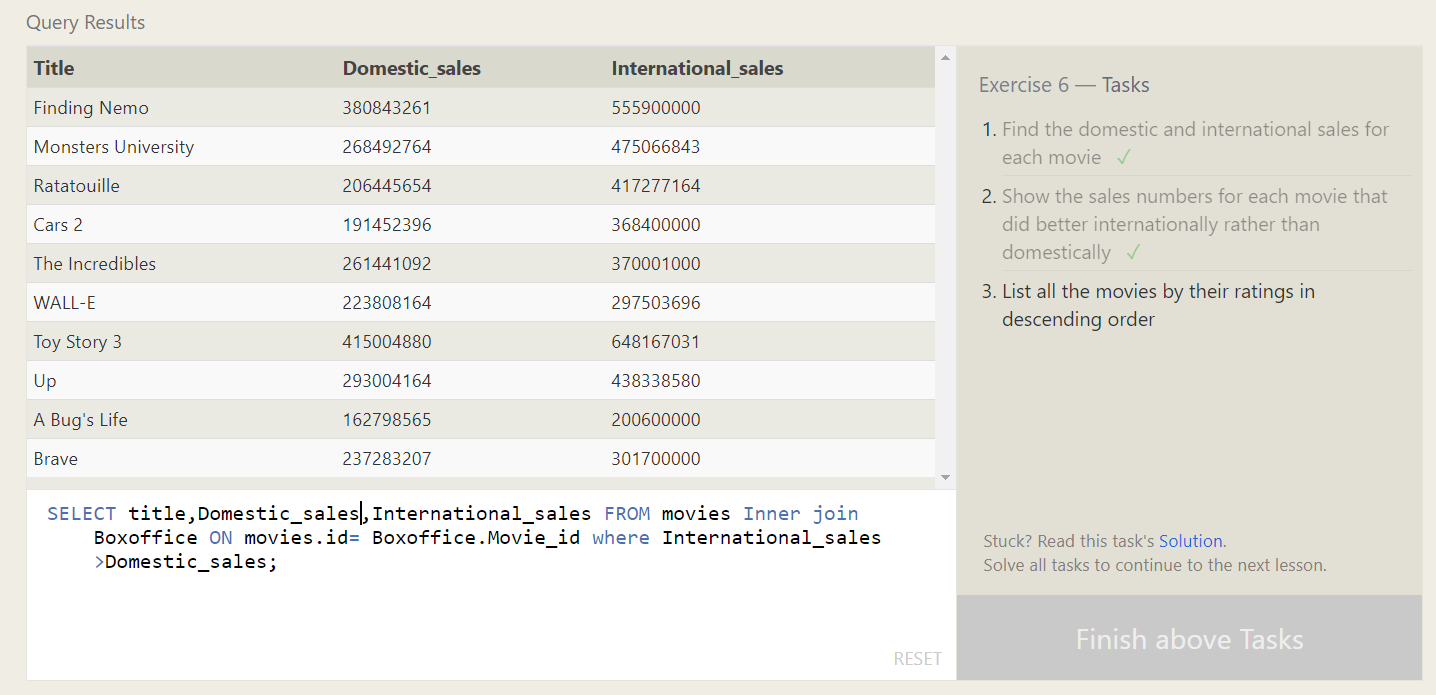 Query Results
Title Domestic_sales International_sales
Finding Nemo 380843261 555900000
Monsters University 268492764 475066843
Ratatouille 206445654 417277164
Cars 2 191452396 368400000
The Incredibles 261441092 370001000
WALL-E 223808164 297503696
Toy Story 3 415004880 648167031
Up 293004164 438338580
A Bug's Life 162798565 200600000
Brave 237283207 301700000
SELECT title,Domestic_sales,International_sales FROM movies Inner join
Boxoffice ON movies.id= Boxoffice.Movie_id where International_sales
>Domestic_sales;
RESET
Exercise 6 — Tasks
1. Find the domestic and international sales for
each movie ✓
2. Show the sales numbers for each movie that
did better internationally rather than
domestically ✓
3. List all the movies by their ratings in
descending order
Stuck? Read this task's Solution.
Solve all tasks to continue to the next lesson.
Finish above Tasks